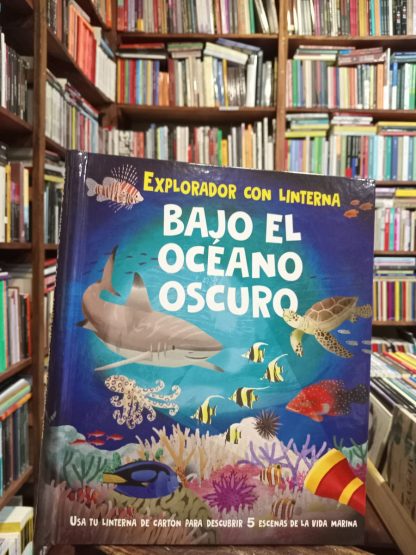 EXPLORADOR CON LINTERNA
BAJO EL
OCÉANO
OSCURO
USA TU LINTERNA DE CARTÓN PARA DESCUBRIR 5 ESCENAS DE LA VIDA MARINA